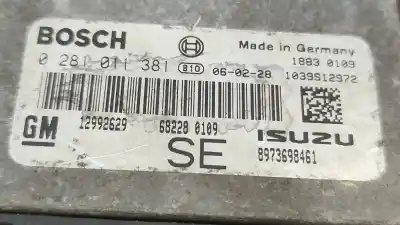 BOSCH
Made in Germany
1883 0109
0 281 011 381 B10 06-02-28
1039S12972
GM
12992629
68228 0109
ISUZU
SE
8973698461